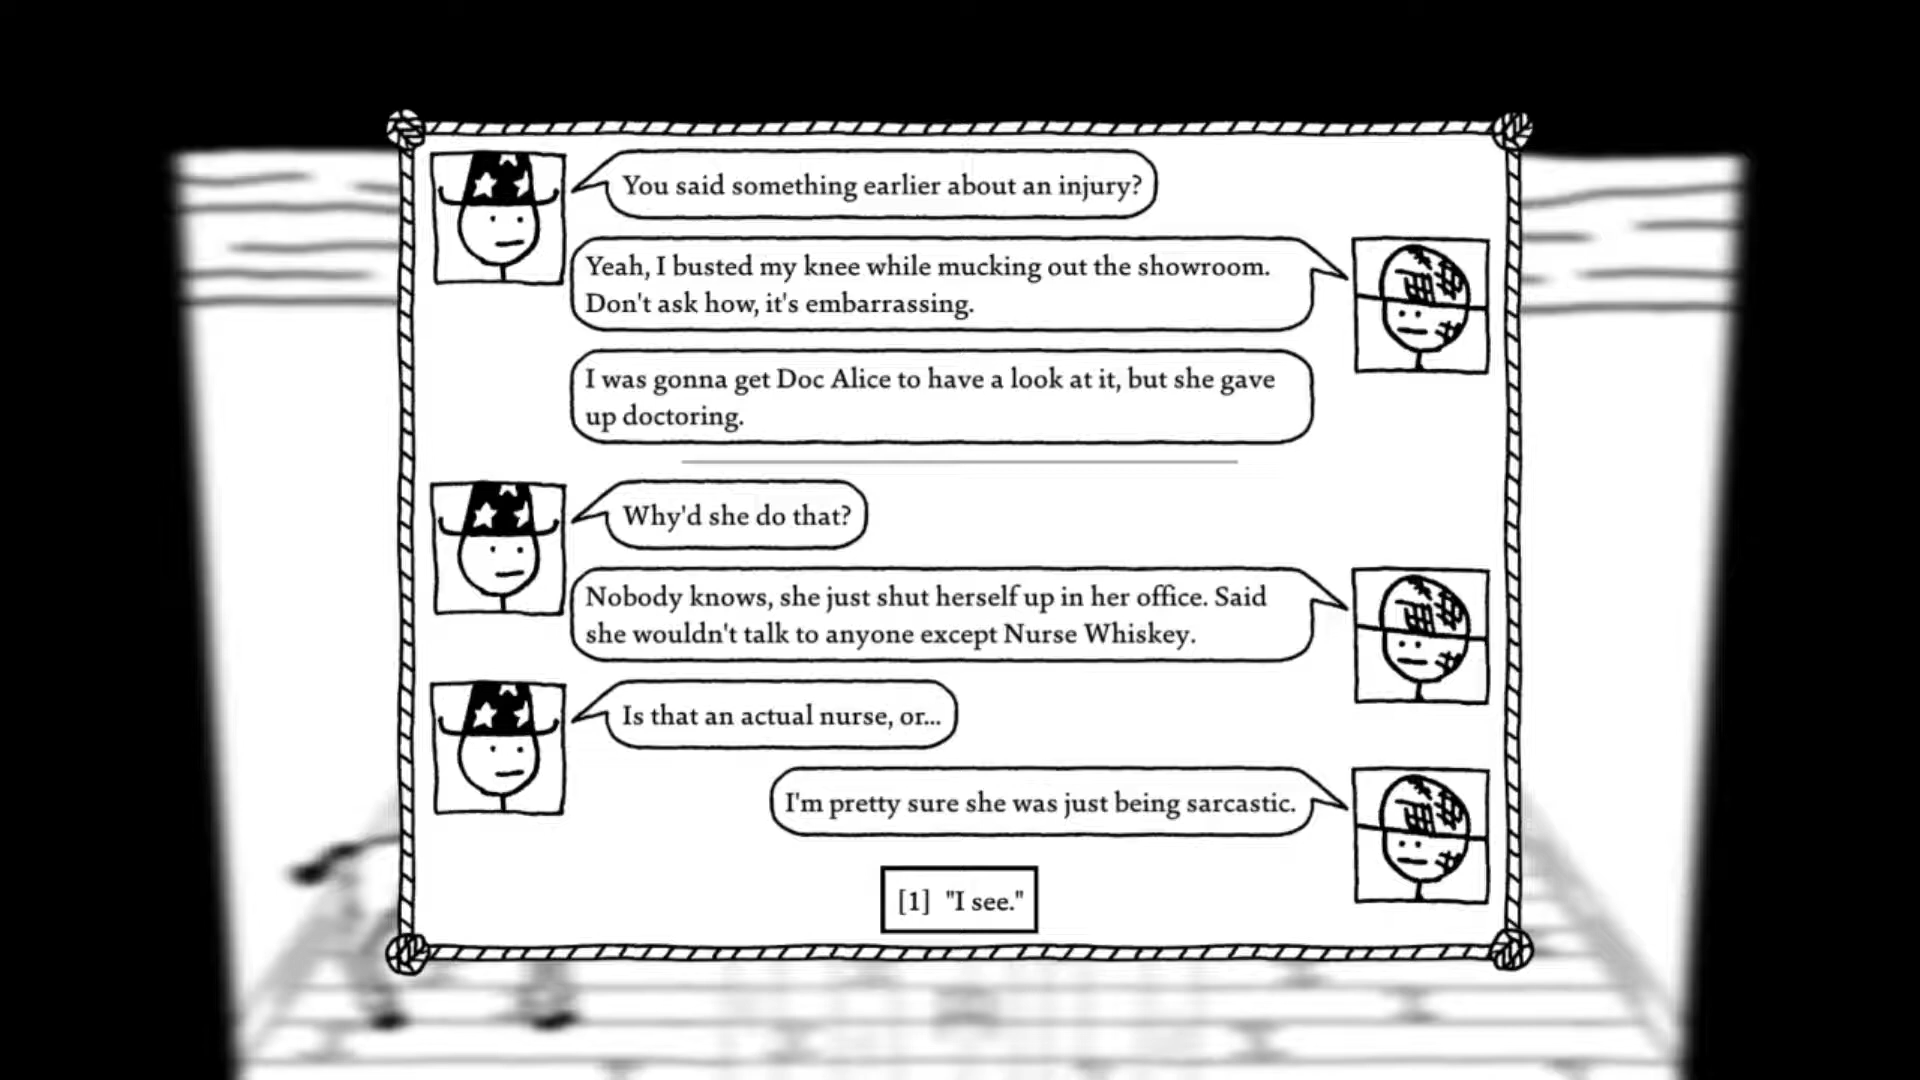 You said something earlier about an injury?
Yeah, I busted my knee while mucking out the showroom.
Don't ask how, it's embarrassing.
I was gonna get Doc Alice to have a look at it, but she gave
up doctoring.
Why'd she do that?
Nobody knows, she just shut herself up in her office. Said
she wouldn't talk to anyone except Nurse Whiskey.
Is that an actual nurse, or...
I'm pretty sure she was just being sarcastic.
[1] "I see."